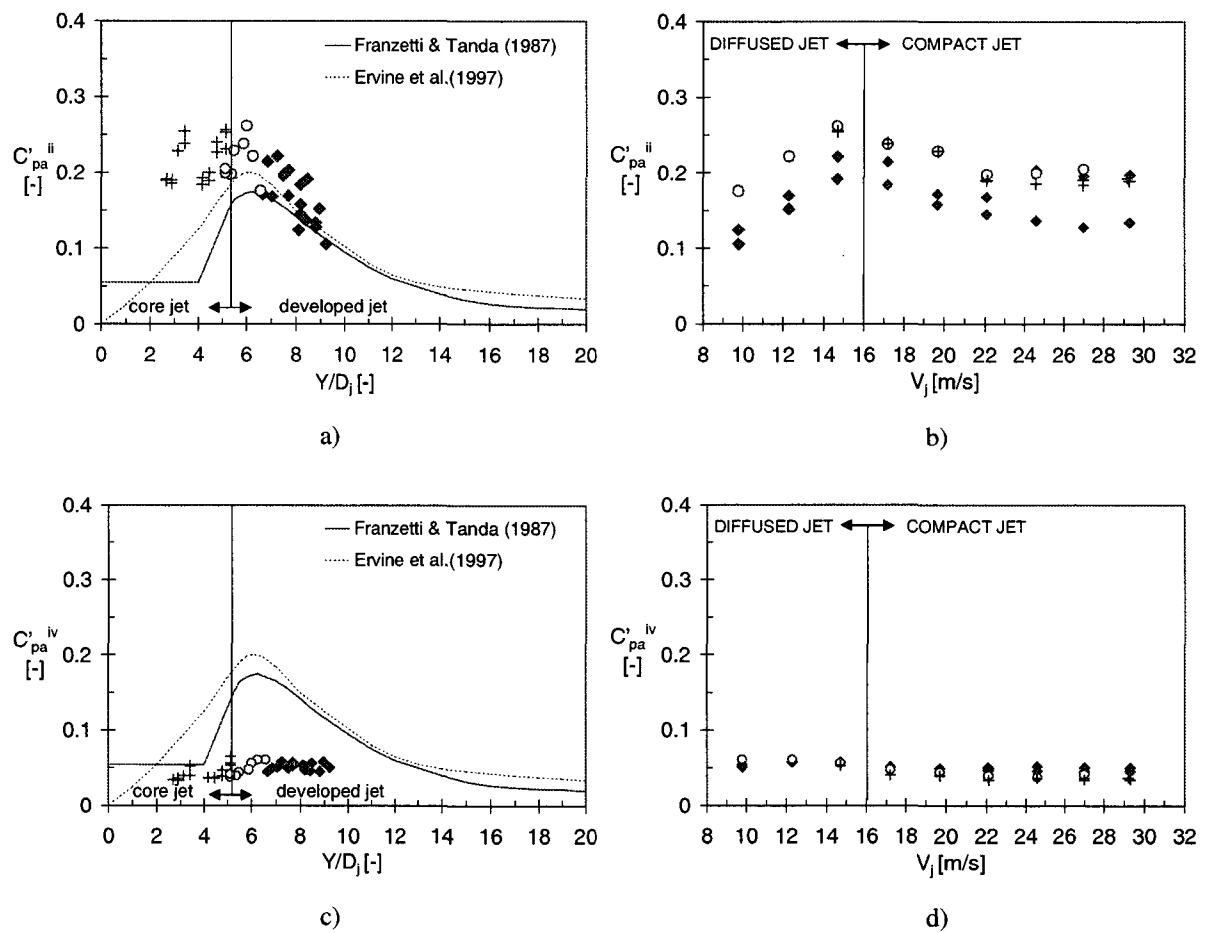 0.4
0.3
0.2
0.1
0
C'pa^ii
[-]
Franzetti & Tanda (1987)
Ervine et al.(1997)
core jet
developed jet
0 2 4 6 8 10 12 14 16 18 20
Y/Dj [-]
a)
0.4
0.3
0.2
0.1
0
C'pa^ii
[-]
DIFFUSED JET
COMPACT JET
8 10 12 14 16 18 20 22 24 26 28 30 32
Vj [m/s]
b)
0.4
0.3
0.2
0.1
0
C'pa^iv
[-]
Franzetti & Tanda (1987)
Ervine et al.(1997)
core jet
developed jet
0 2 4 6 8 10 12 14 16 18 20
Y/Dj [-]
c)
0.4
0.3
0.2
0.1
0
C'pa^iv
[-]
DIFFUSED JET
COMPACT JET
8 10 12 14 16 18 20 22 24 26 28 30 32
Vj [m/s]
d)